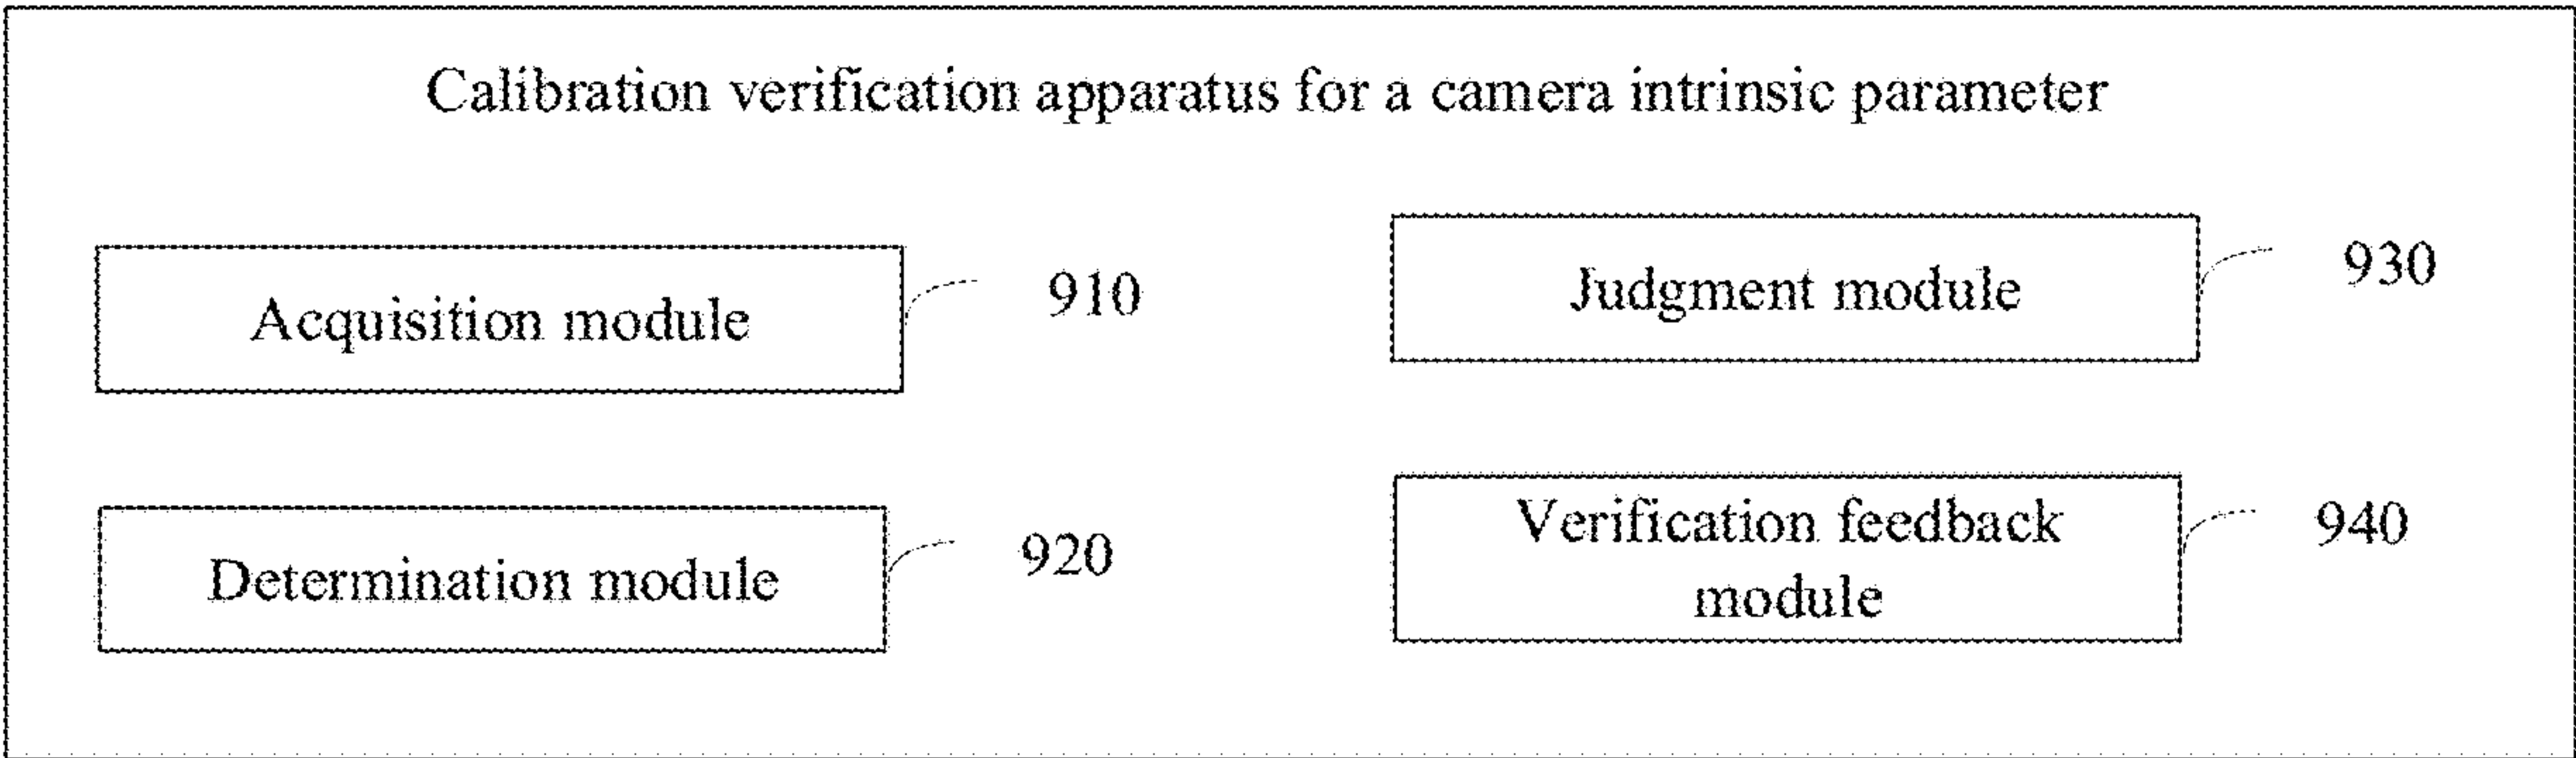 Calibration verification apparatus for a camera intrinsic parameter
Acquisition module
910
Determination module
920
Judgment module
930
Verification feedback
module
940